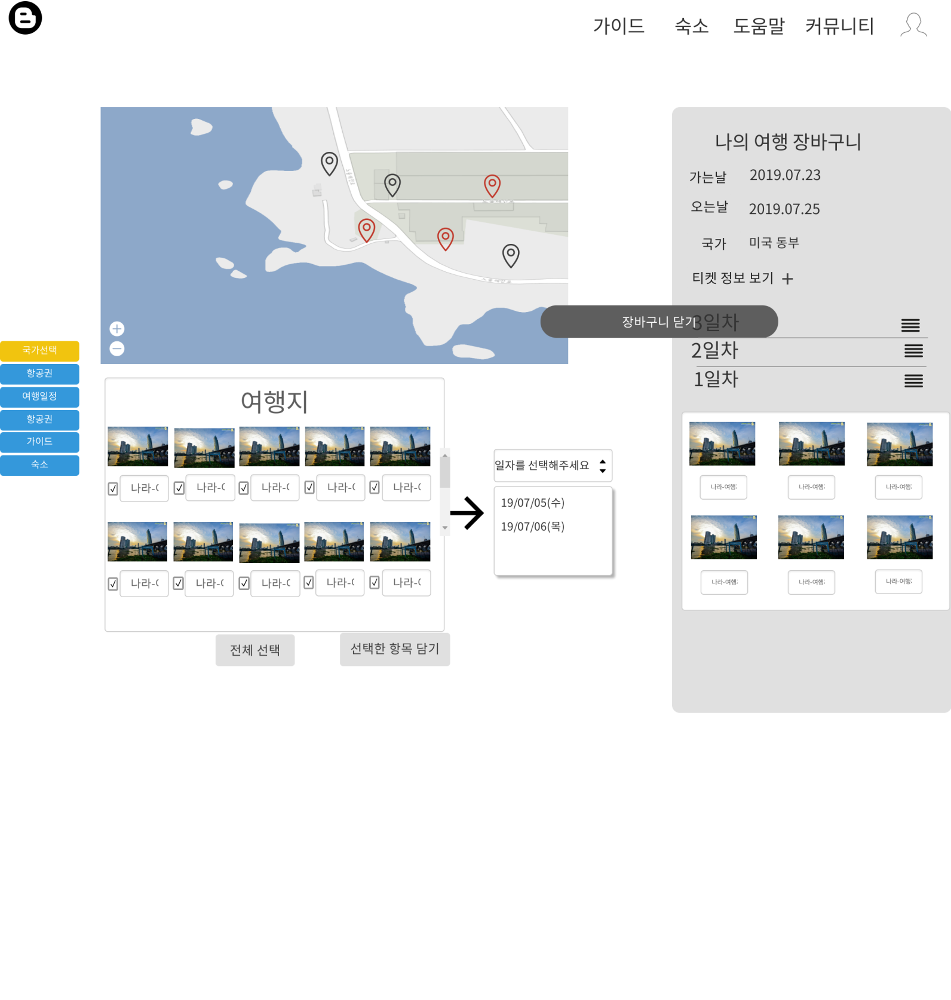 가이드
숙소
도움말
커뮤니티
나의 여행 장바구니
가는날 2019.07.23
오는날 2019.07.25
국가 미국 동부
티켓 정보 보기 +
장바구니 닫기
3일차
2일차
1일차
국가선택
항공권
여행일정
항공권
가이드
숙소
여행지
나라-
나라-
나라-
나라-
나라-
나라-
나라-
나라-
나라-
나라-
전체 선택
선택한 항목 담기
일자를 선택해주세요
19/07/05(수)
19/07/06(목)
나라-여행
나라-여행
나라-여행
나라-여행
나라-여행
나라-여행